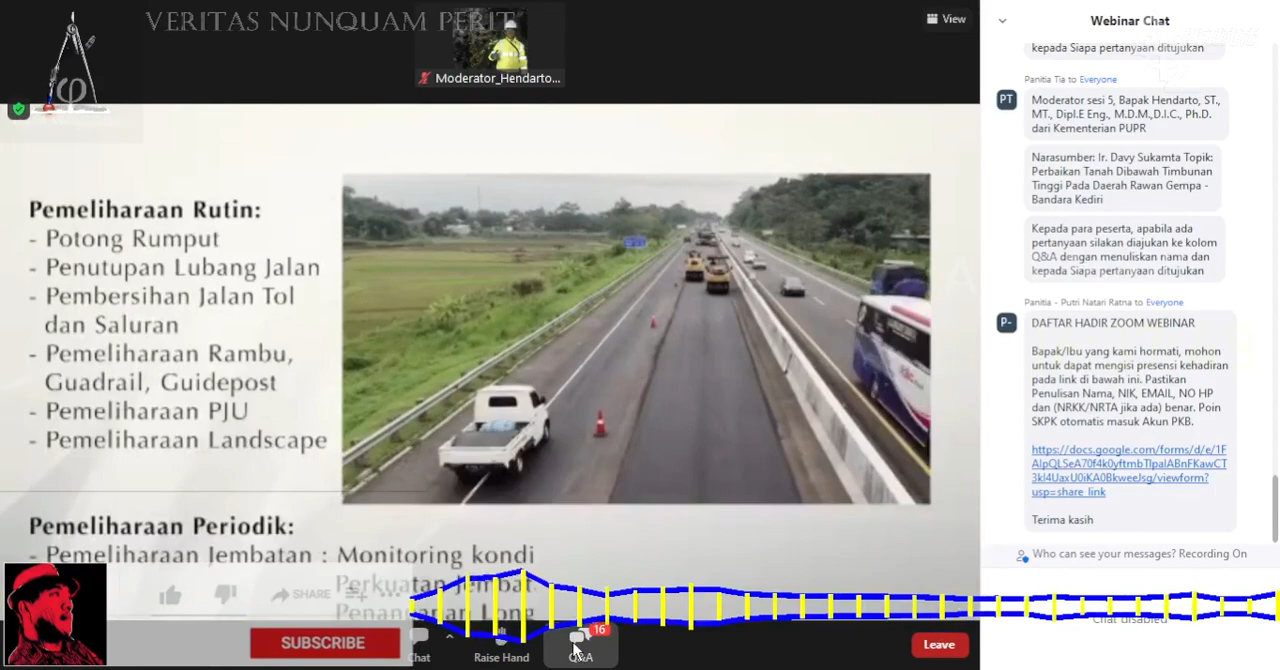 VERITAS NUNQUAM PERIT
View
Moderator_Hendarto...
Pemeliharaan Rutin:
- Potong Rumput
- Penutupan Lubang Jalan
- Pembersihan Jalan Tol
dan Saluran
- Pemeliharaan Rambu,
Guadrail, Guidepost
- Pemeliharaan PJU
- Pemeliharaan Landscape
Pemeliharaan Periodik:
- Pemeliharaan Jembatan : Monitoring kondi
Perkuatan Jembat
SHARE
SUBSCRIBE
Chat
Raise Hand
16
Q&A
Leave
Webinar Chat
kepada Siapa pertanyaan ditujukan
Panitia Tia to Everyone
PT
Moderator sesi 5, Bapak Hendarto, ST.,
MT., Dipl.E Eng., M.D.M.,D.I.C., Ph.D.
dari Kementerian PUPR
Narasumber: Ir. Davy Sukamta Topik:
Perbaikan Tanah Dibawah Timbunan
Tinggi Pada Daerah Rawan Gempa -
Bandara Kediri
Kepada para peserta, apabila ada
pertanyaan silakan diajukan ke kolom
Q&A dengan menuliskan nama dan
kepada Siapa pertanyaan ditujukan
Panitia - Putri Natari Ratna to Everyone
P-
DAFTAR HADIR ZOOM WEBINAR
Bapak/Ibu yang kami hormati, mohon
untuk dapat mengisi presensi kehadiran
pada link di bawah ini. Pastikan
Penulisan Nama, NIK, EMAIL, NO HP
dan (NRKK/NRTA jika ada) benar. Poin
SKPK otomatis masuk Akun PKB.
https://docs.google.com/forms/d/e/1F
AIpQLSeA70f4k0yftmbTlpalABnFKawCT
3kl4UaxU0iKA0BkweeJsg/viewform?
usp=share_link
Terima kasih
Who can see your messages? Recording On
Chat disabled